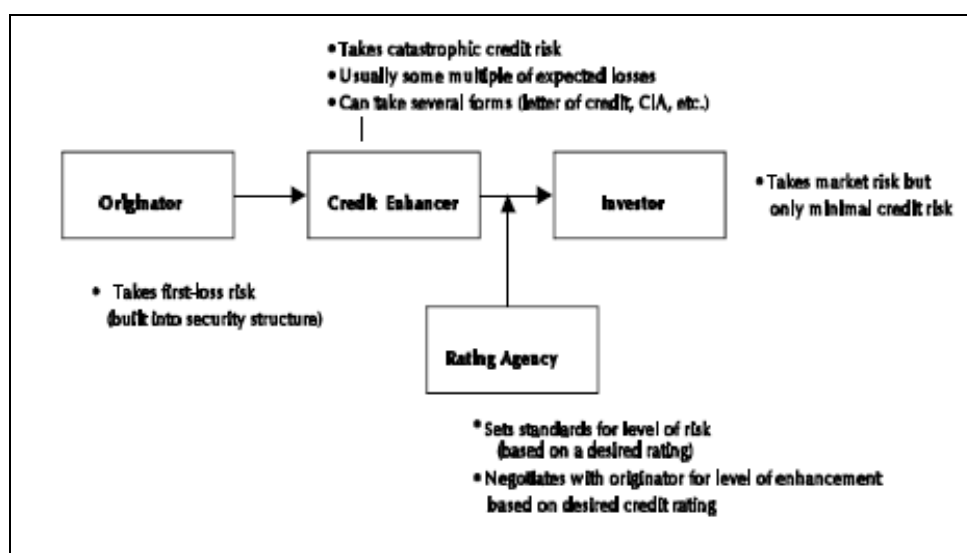 • Takes catastrophic credit risk
• Usually some multiple of expected losses
• Can take several forms (letter of credit, CIA, etc.)
Originator
Credit Enhancer
Investor
• Takes market risk but
only minimal credit risk
• Takes first-loss risk
(built into security structure)
Rating Agency
• Sets standards for level of risk
(based on a desired rating)
• Negotiates with originator for level of enhancement
based on desired credit rating